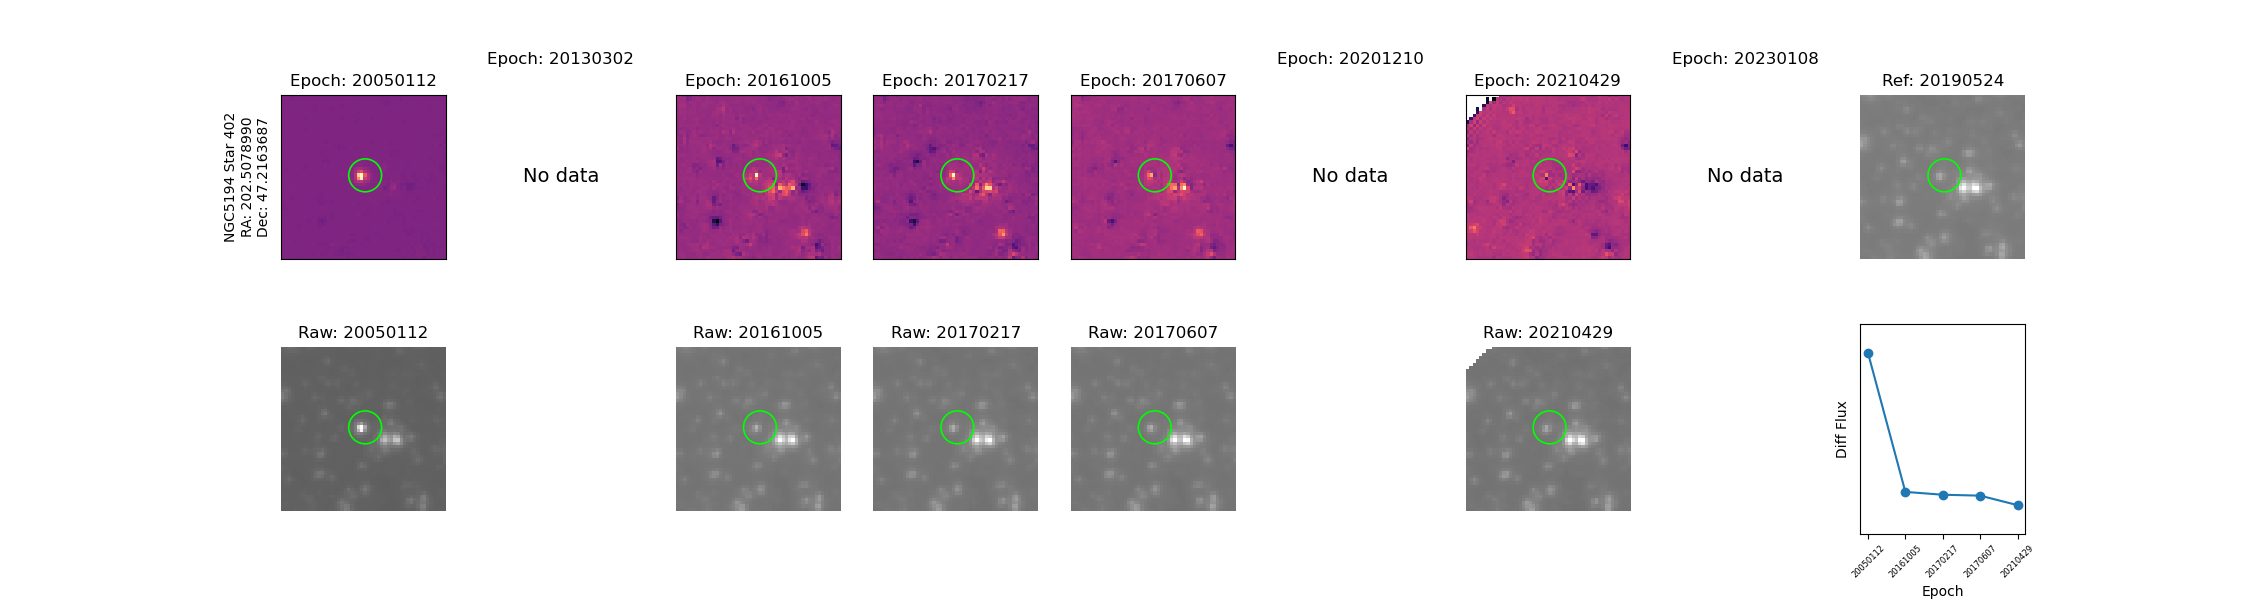 Epoch: 20050112
Epoch: 20130302
Epoch: 20161005
Epoch: 20170217
Epoch: 20170607
Epoch: 20201210
Epoch: 20210429
Epoch: 20230108
Ref: 20190524
NGC5194 Star 402
RA: 202.5078990
Dec: 47.2163687
No data
No data
No data
Raw: 20050112
Raw: 20161005
Raw: 20170217
Raw: 20170607
Raw: 20210429
Diff Flux
20050112
20161005
20170217
20170607
20210429
Epoch